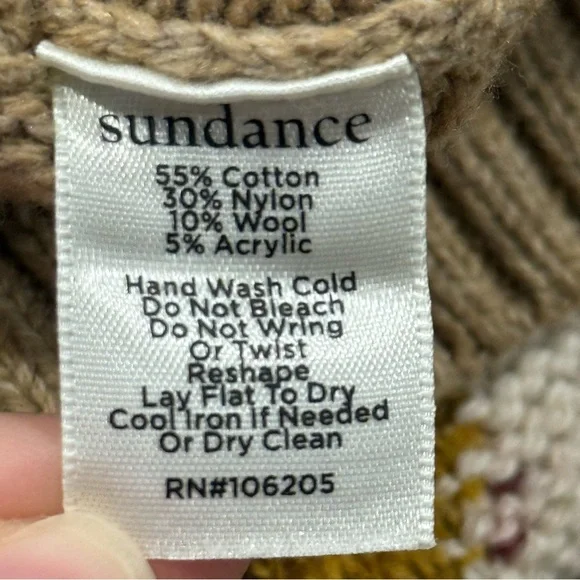 sundance
55% Cotton
30% Nylon
10% Wool
5% Acrylic
Hand Wash Cold
Do Not Bleach
Do Not Wring
Or Twist
Reshape
Lay Flat To Dry
Cool Iron If Needed
Or Dry Clean
RN#106205